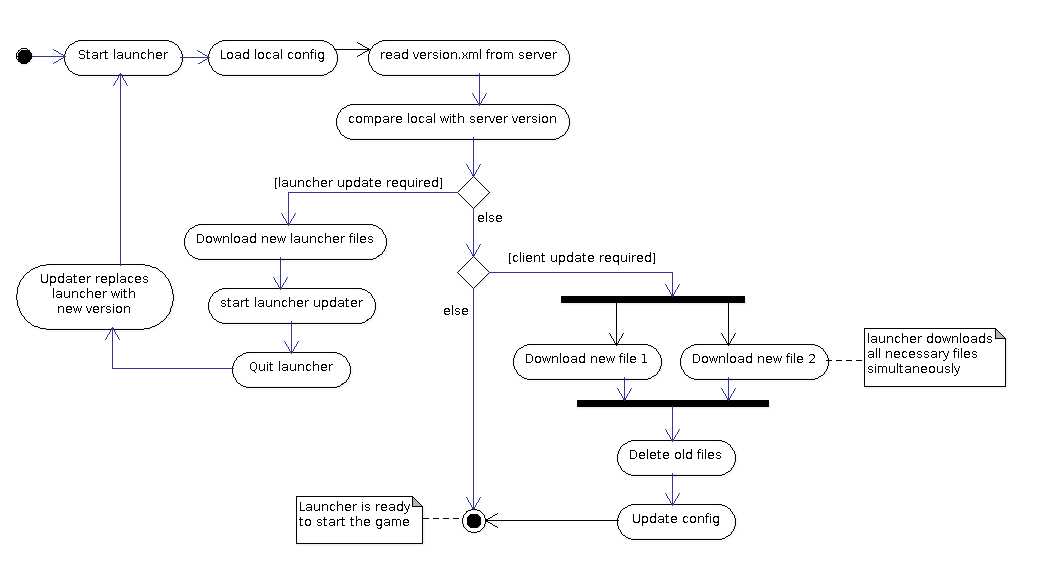 Start launcher
Load local config
read version.xml from server
compare local with server version
[launcher update required]
else
Download new launcher files
[client update required]
Updater replaces
launcher with
new version
start launcher updater
else
Quit launcher
Download new file 1
Download new file 2
launcher downloads
all necessary files
simultaneously
Delete old files
Launcher is ready
to start the game
Update config